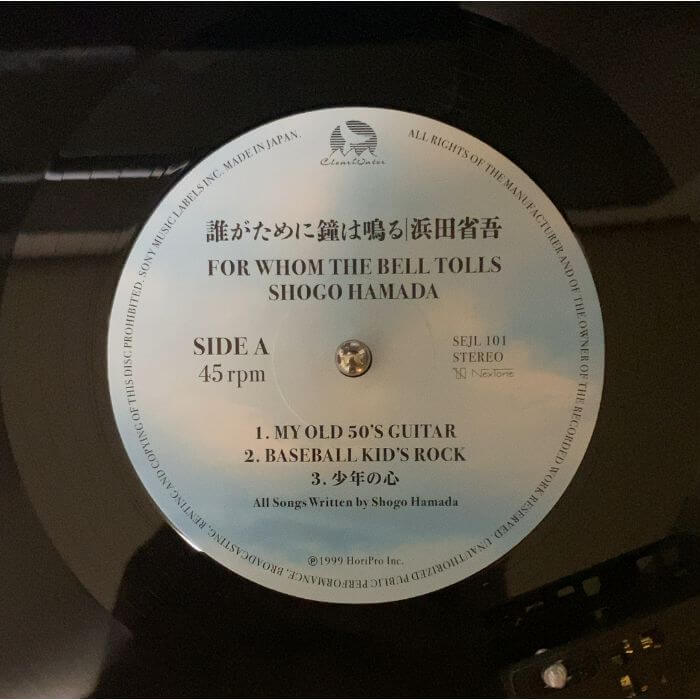 ClearWater
誰がために鐘は鳴る|浜田省吾
FOR WHOM THE BELL TOLLS
SHOGO HAMADA
SIDE A
45 rpm
SEJL 101
STEREO
NexTone
1. MY OLD 50'S GUITAR
2. BASEBALL KID'S ROCK
3. 少年の心
All Songs Written by Shogo Hamada
Ⓟ1999 HoriPro Inc.
ALL RIGHTS OF THE MANUFACTURER AND OF THE OWNER OF THE RECORDED WORK RESERVED. UNAUTHORIZED PUBLIC PERFORMANCE, BROADCASTING, RENTING AND COPYING OF THIS DISC PROHIBITED. SONY MUSIC LABELS INC. MADE IN JAPAN.